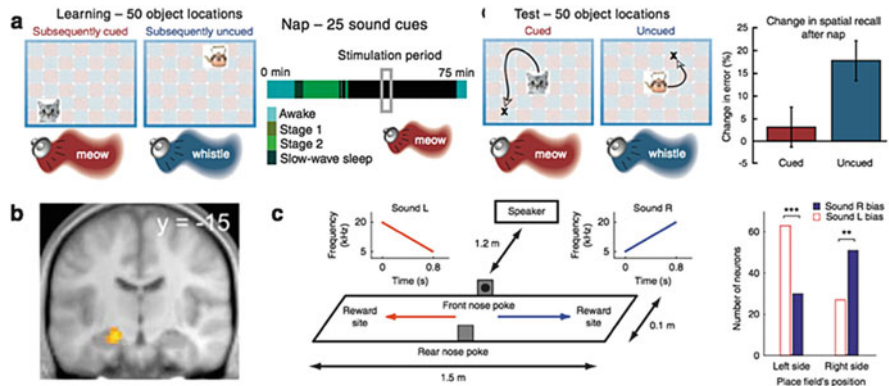 a
Learning – 50 object locations
Subsequently cued
Subsequently uncued
meow
whistle
Nap – 25 sound cues
Stimulation period
0 min
75 min
Awake
Stage 1
Stage 2
Slow-wave sleep
meow
Test – 50 object locations
Cued
Uncued
x
x
meow
whistle
Change in spatial recall
after nap
Change in error (%)
25
20
15
10
5
0
-5
Cued
Uncued
b
y = -15
c
Sound L
Frequency
(kHz)
20
5
0
0.8
Time (s)
Speaker
1.2 m
Sound R
Frequency
(kHz)
20
5
0
0.8
Time (s)
Front nose poke
Reward
site
Reward
site
Rear nose poke
0.1 m
1.5 m
Sound R bias
Sound L bias
***
**
Number of neurons
60
40
20
0
Left side
Right side
Place field's position